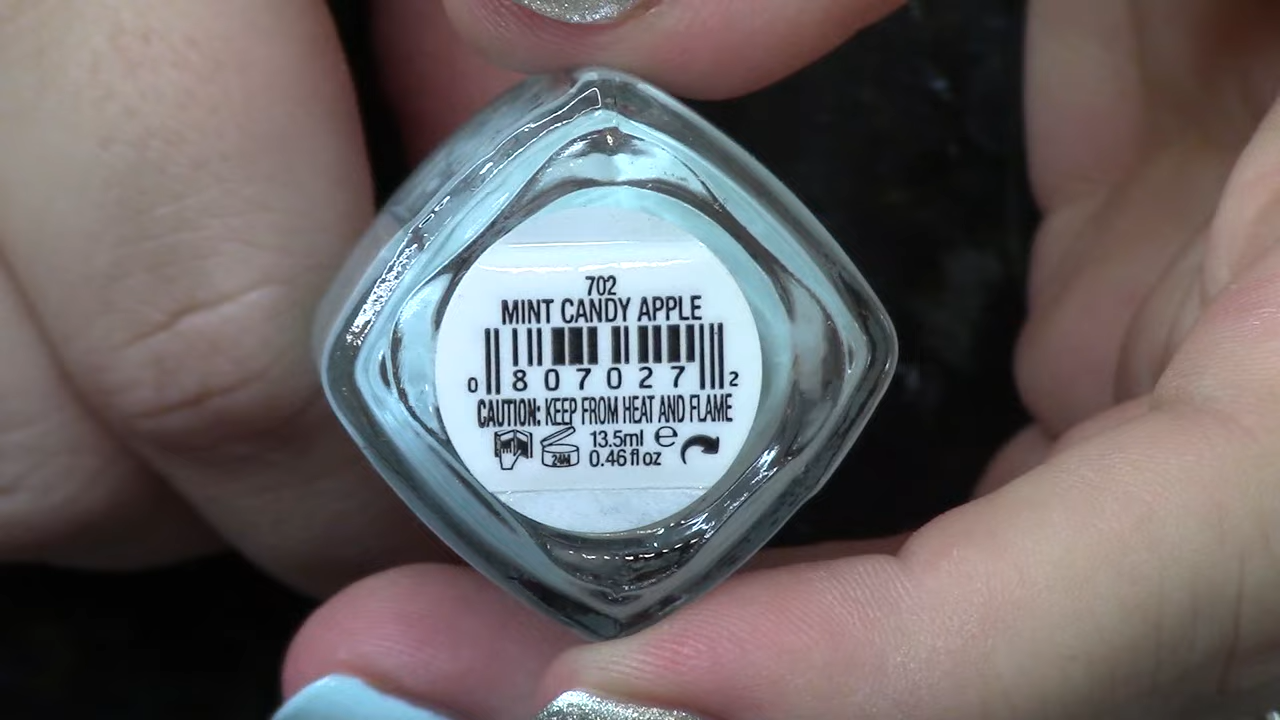 702
MINT CANDY APPLE
0 807027 2
CAUTION: KEEP FROM HEAT AND FLAME
24M 13.5ml e
0.46 fl oz